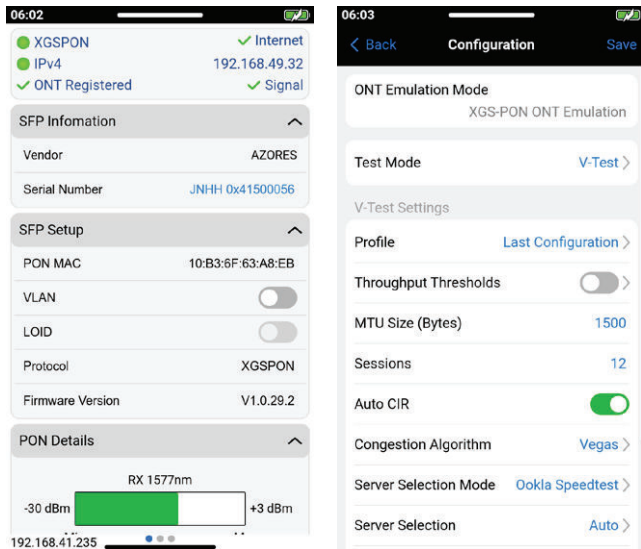 06:02
XGSPON
Internet
IPv4
192.168.49.32
ONT Registered
Signal
SFP Infomation
Vendor
AZORES
Serial Number
JNHH 0x41500056
SFP Setup
PON MAC
10:B3:6F:63:A8:EB
VLAN
LOID
Protocol
XGSPON
Firmware Version
V1.0.29.2
PON Details
RX 1577nm
-30 dBm
+3 dBm
192.168.41.235
06:03
Back
Configuration
Save
ONT Emulation Mode
XGS-PON ONT Emulation
Test Mode
V-Test
V-Test Settings
Profile
Last Configuration
Throughput Thresholds
MTU Size (Bytes)
1500
Sessions
12
Auto CIR
Congestion Algorithm
Vegas
Server Selection Mode
Ookla Speedtest
Server Selection
Auto